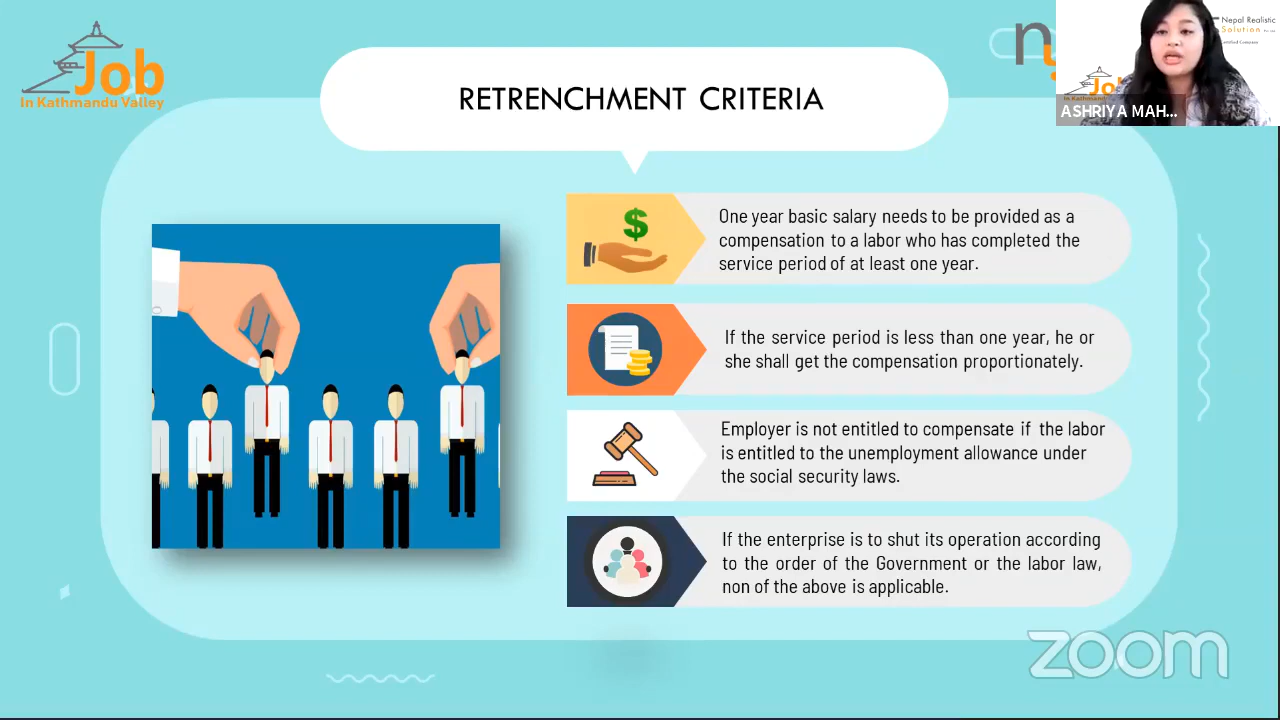 Job
In Kathmandu Valley
RETRENCHMENT CRITERIA
Nepal Realistic
Solution
ASHRIYA MAH...
$
One year basic salary needs to be provided as a
compensation to a labor who has completed the
service period of at least one year.
If the service period is less than one year, he or
she shall get the compensation proportionately.
Employer is not entitled to compensate if the labor
is entitled to the unemployment allowance under
the social security laws.
If the enterprise is to shut its operation according
to the order of the Government or the labor law,
non of the above is applicable.
zoom